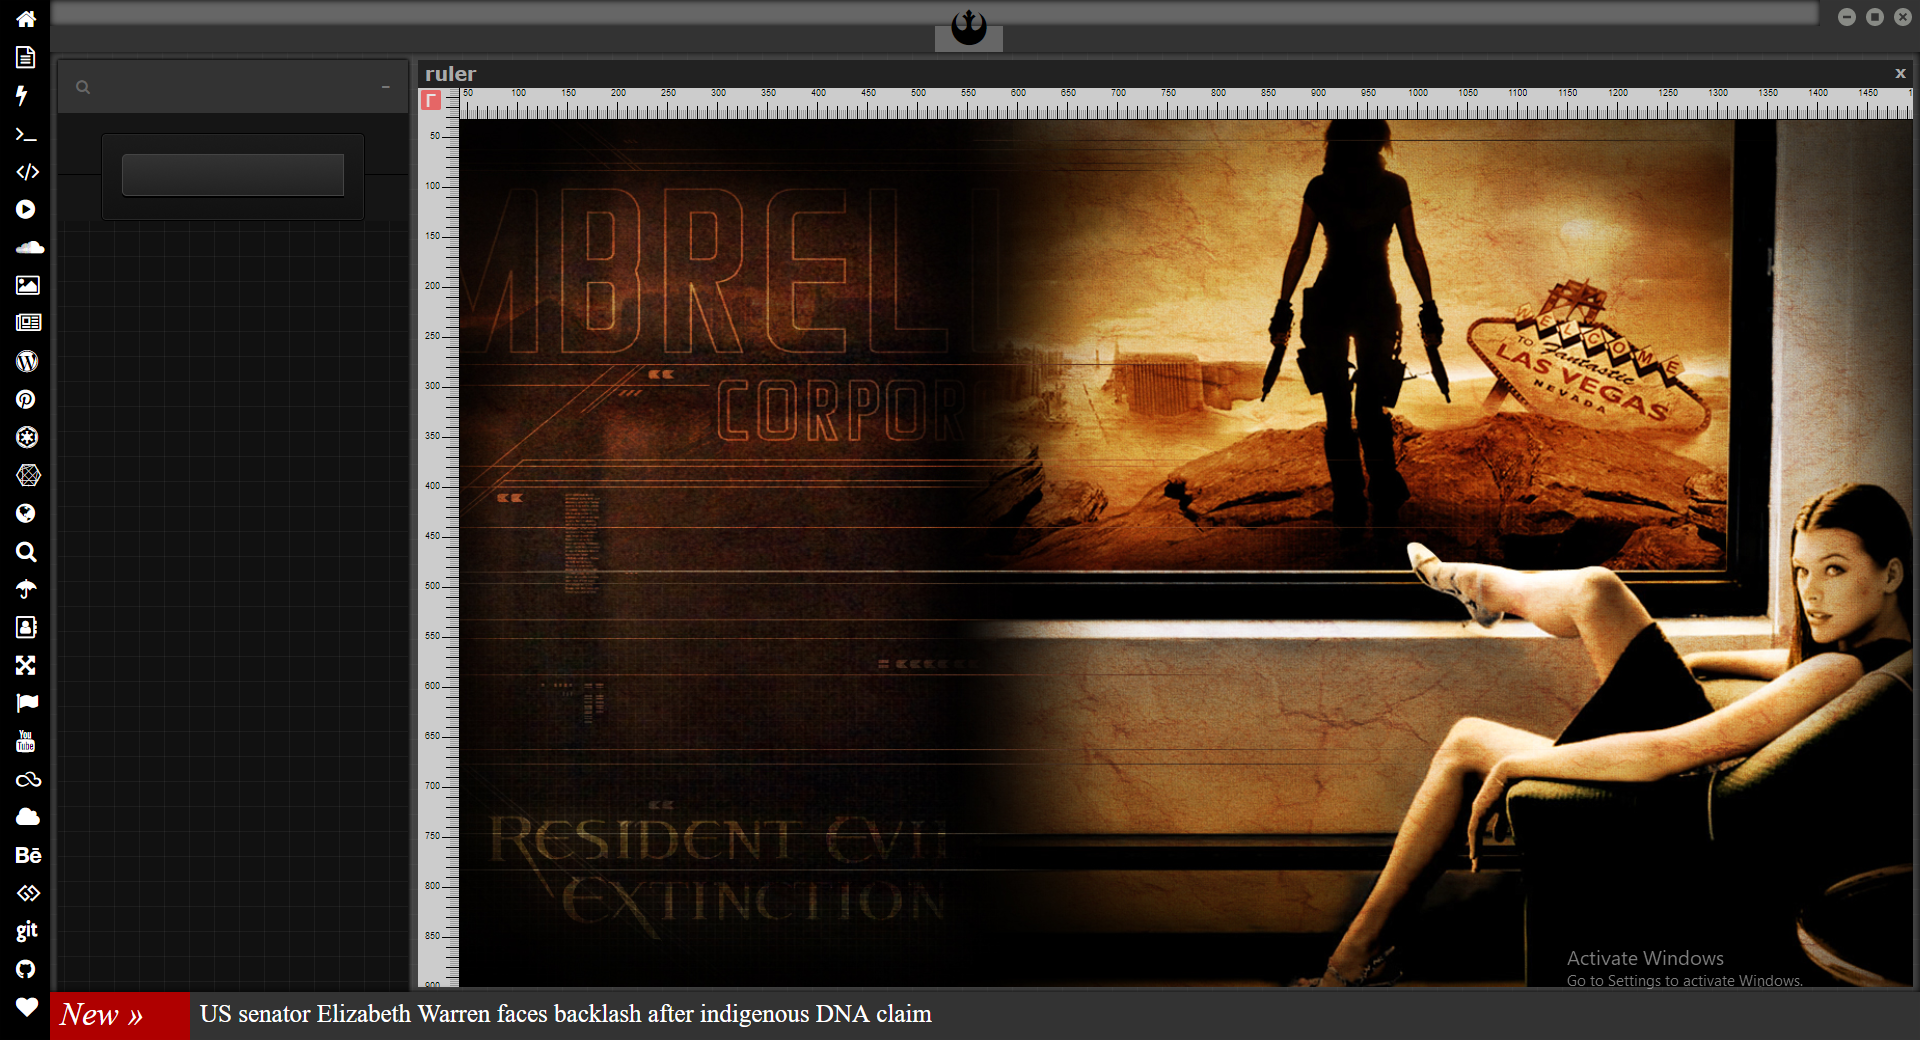 ruler
x
50 100 150 200 250 300 350 400 450 500 550 600 650 700 750 800 850 900 950 1000 1050 1100 1150 1200 1250 1300 1350 1400 1450
50
100
150
200
250
300
350
400
450
500
550
600
650
700
750
800
850
900
MBREL
CORPOR
WELCOME
TO Fantastic
LAS VEGAS
NEVADA
RESIDENT EVIL
EXTINCTION
You
Tube
Bē
git
Activate Windows
Go to Settings to activate Windows.
New »
US senator Elizabeth Warren faces backlash after indigenous DNA claim